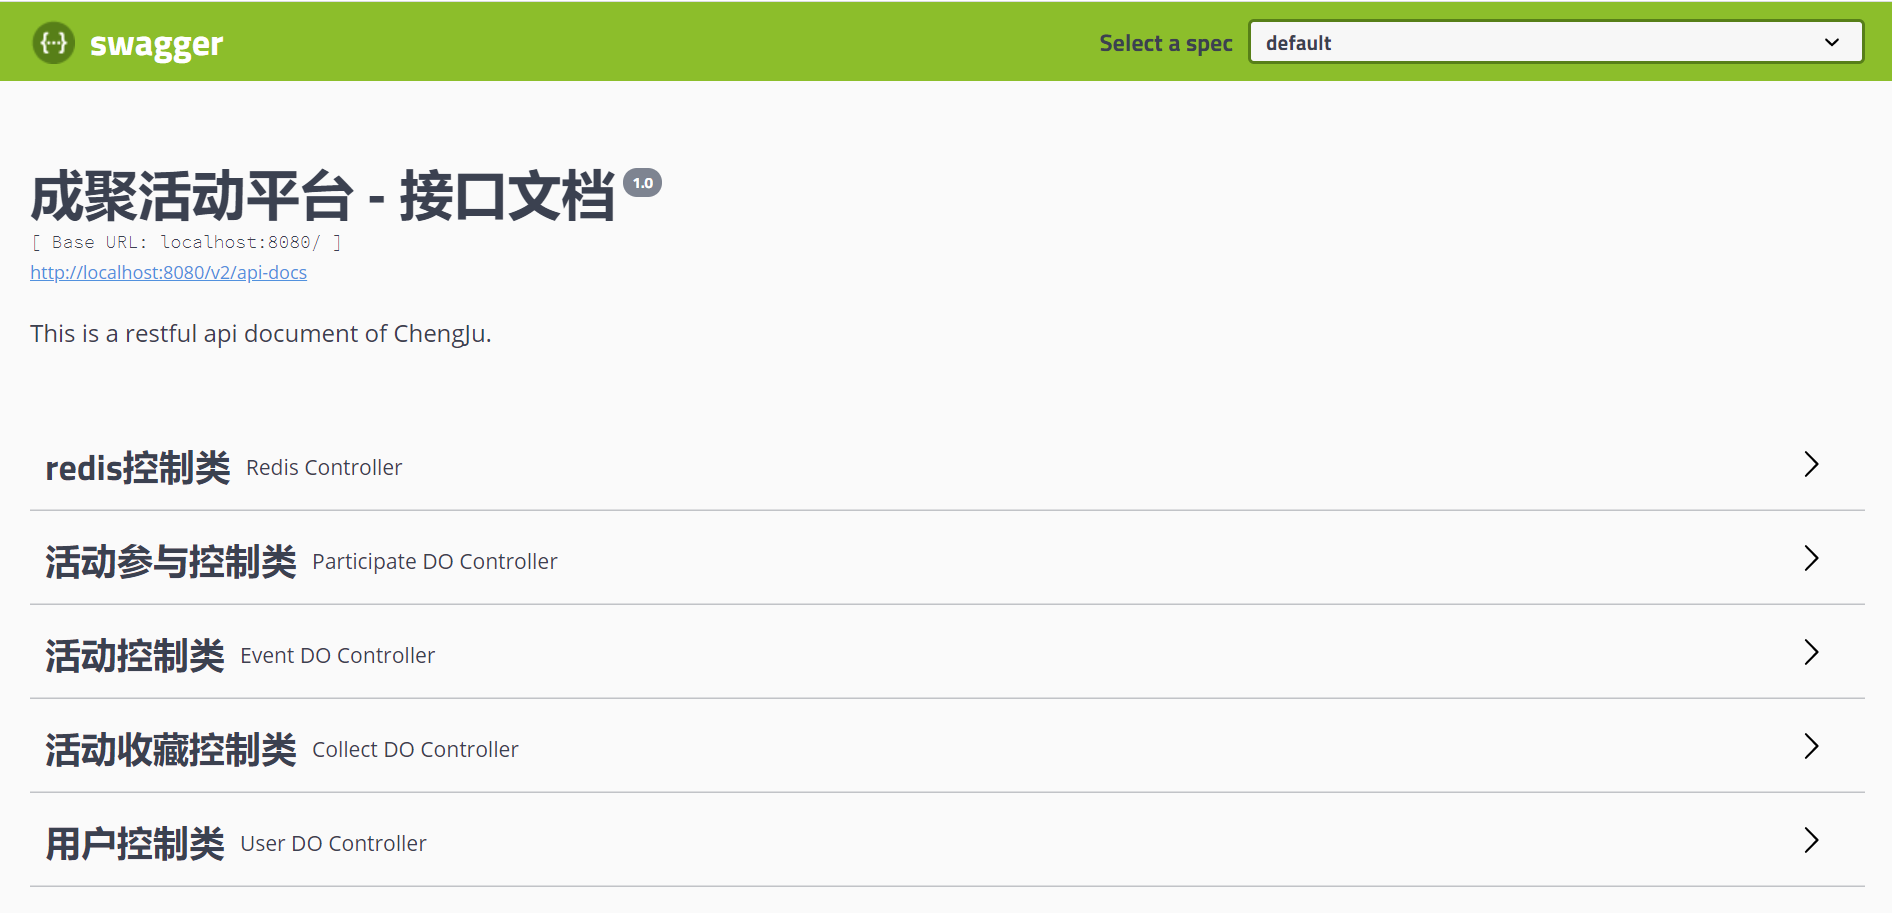 swagger
Select a spec default
成聚活动平台 - 接口文档 1.0
[ Base URL: localhost:8080/ ]
http://localhost:8080/v2/api-docs
This is a restful api document of ChengJu.
redis控制类 Redis Controller
活动参与控制类 Participate DO Controller
活动控制类 Event DO Controller
活动收藏控制类 Collect DO Controller
用户控制类 User DO Controller